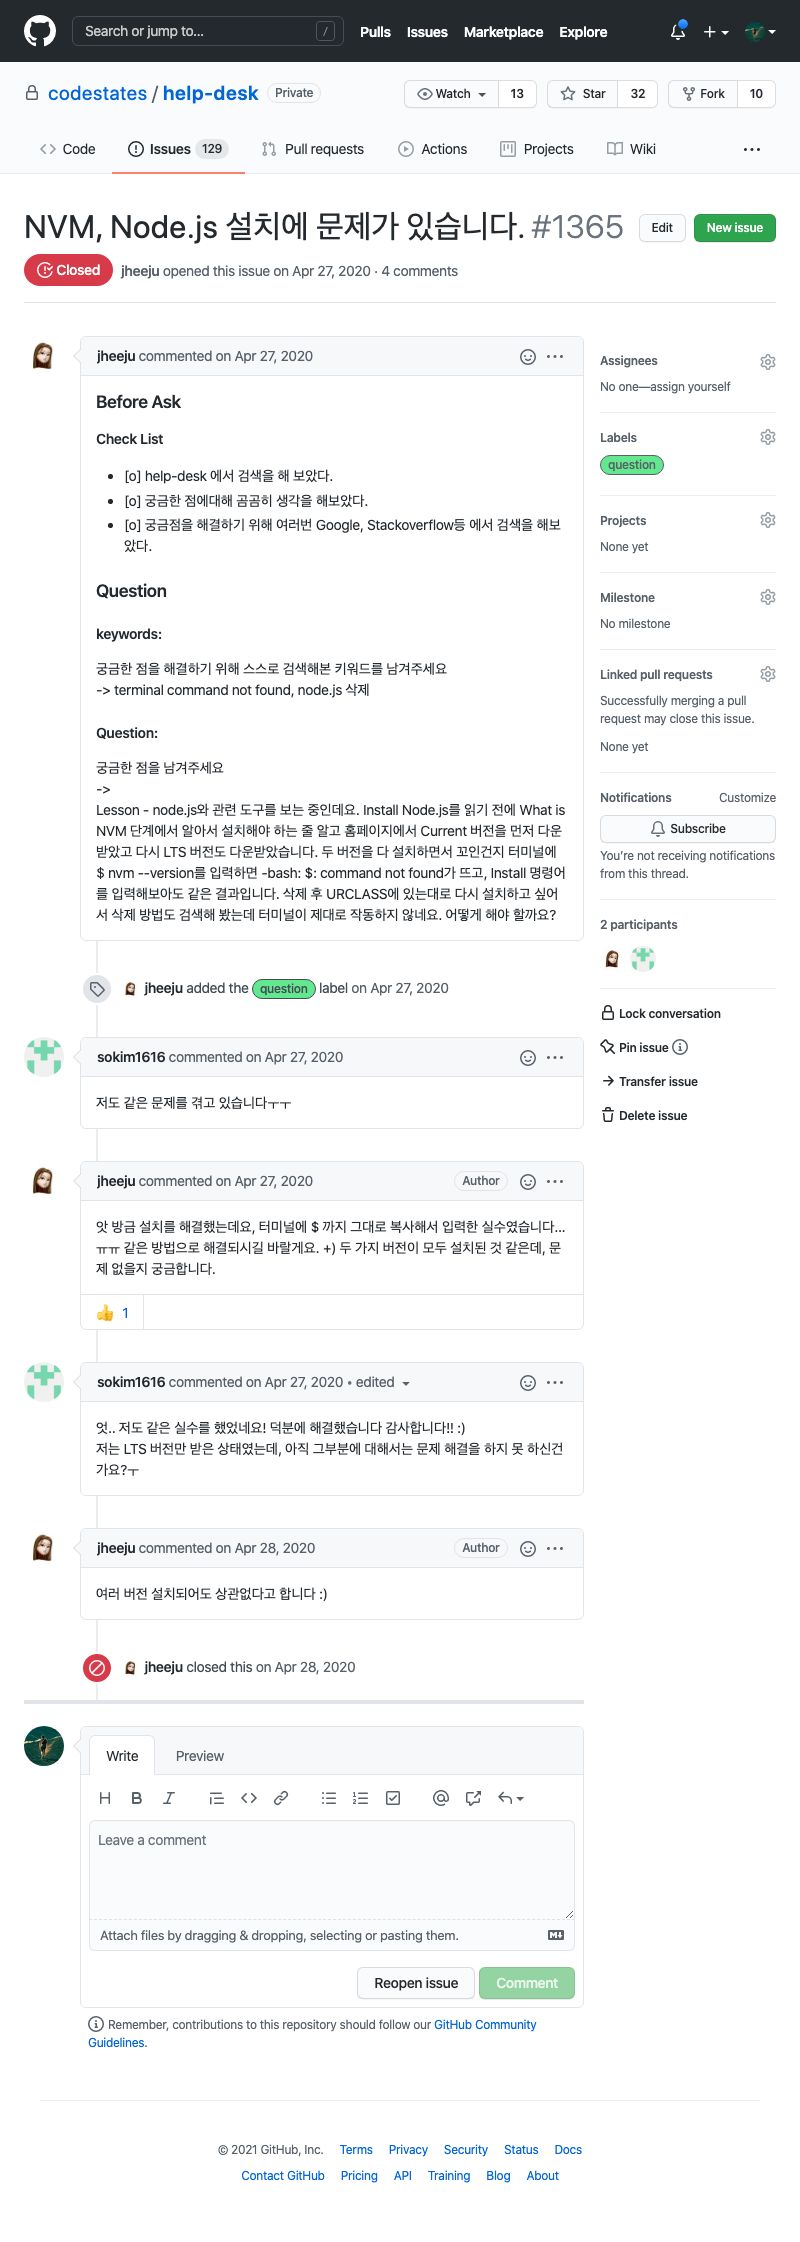 Search or jump to... /
Pulls Issues Marketplace Explore
codestates / help-desk Private
Watch 13 Star 32 Fork 10
Code Issues 129 Pull requests Actions Projects Wiki ...
NVM, Node.js 설치에 문제가 있습니다. #1365
Edit New issue
Closed jheeju opened this issue on Apr 27, 2020 · 4 comments
jheeju commented on Apr 27, 2020
Before Ask
Check List
• [o] help-desk 에서 검색을 해 보았다.
• [o] 궁금한 점에대해 곰곰히 생각을 해보았다.
• [o] 궁금점을 해결하기 위해 여러번 Google, Stackoverflow등 에서 검색을 해보
았다.
Question
keywords:
궁금한 점을 해결하기 위해 스스로 검색해본 키워드를 남겨주세요
-> terminal command not found, node.js 삭제
Question:
궁금한 점을 남겨주세요
->
Lesson - node.js와 관련 도구를 보는 중인데요. Install Node.js를 읽기 전에 What is
NVM 단계에서 알아서 설치해야 하는 줄 알고 홈페이지에서 Current 버전을 먼저 다운
받았고 다시 LTS 버전도 다운받았습니다. 두 버전을 다 설치하면서 꼬인건지 터미널에
$ nvm --version를 입력하면 -bash: $: command not found가 뜨고, Install 명령어
를 입력해보아도 같은 결과입니다. 삭제 후 URCLASS에 있는대로 다시 설치하고 싶어
서 삭제 방법도 검색해 봤는데 터미널이 제대로 작동하지 않네요. 어떻게 해야 할까요?
jheeju added the question label on Apr 27, 2020
sokim1616 commented on Apr 27, 2020
저도 같은 문제를 겪고 있습니다ㅜㅜ
jheeju commented on Apr 27, 2020 Author
앗 방금 설치를 해결했는데요, 터미널에 $ 까지 그대로 복사해서 입력한 실수였습니다...
ㅠㅠ 같은 방법으로 해결되시길 바랄게요. +) 두 가지 버전이 모두 설치된 것 같은데, 문
제 없을지 궁금합니다.
👍 1
sokim1616 commented on Apr 27, 2020 • edited
엇.. 저도 같은 실수를 했었네요! 덕분에 해결했습니다 감사합니다!! :)
저는 LTS 버전만 받은 상태였는데, 아직 그부분에 대해서는 문제 해결을 하지 못 하신건
가요?ㅜ
jheeju commented on Apr 28, 2020 Author
여러 버전 설치되어도 상관없다고 합니다 :)
jheeju closed this on Apr 28, 2020
Write Preview
Leave a comment
Attach files by dragging & dropping, selecting or pasting them.
Reopen issue Comment
Remember, contributions to this repository should follow our GitHub Community
Guidelines.
Assignees
No one—assign yourself
Labels
question
Projects
None yet
Milestone
No milestone
Linked pull requests
Successfully merging a pull
request may close this issue.
None yet
Notifications Customize
Subscribe
You're not receiving notifications
from this thread.
2 participants
Lock conversation
Pin issue
Transfer issue
Delete issue
© 2021 GitHub, Inc. Terms Privacy Security Status Docs
Contact GitHub Pricing API Training Blog About